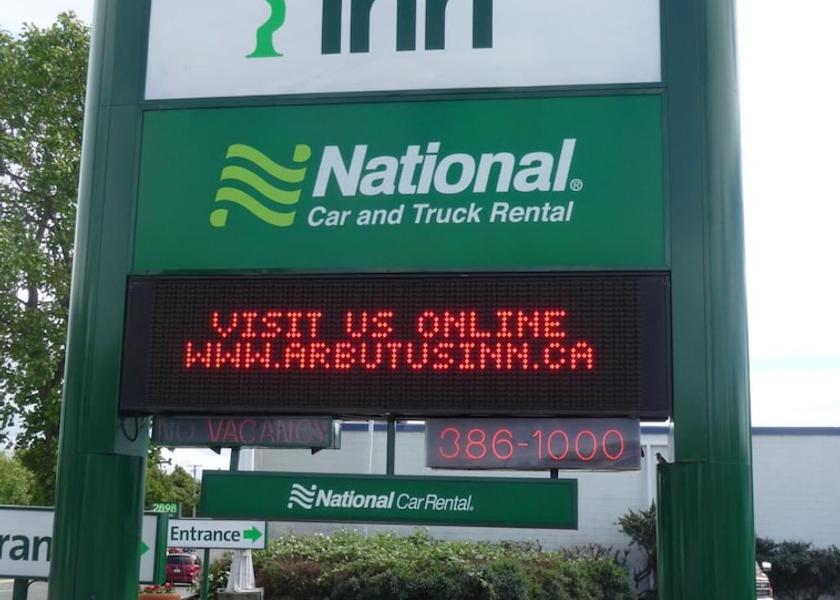 inn
National®
Car and Truck Rental
VISIT US ONLINE
WWW.ARBUTUSINN.CA
NO VACANCY
386-1000
National Car Rental.
2898
Entrance